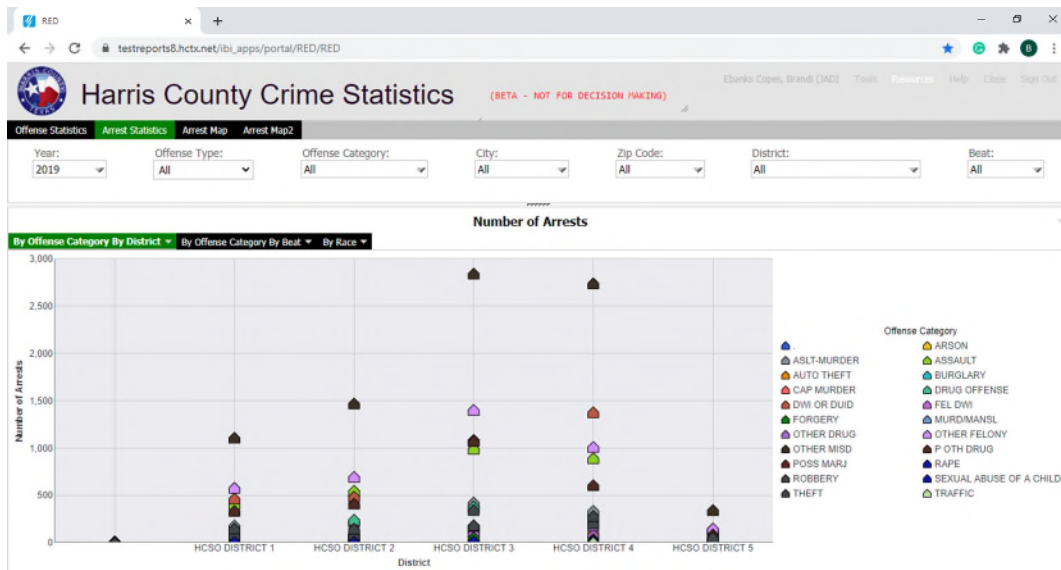 RED
testreports8.hctx.net/ibi_apps/portal/RED/RED
B
Harris County Crime Statistics
(BETA - NOT FOR DECISION MAKING)
Ebanks Copes, Brandi (JAD) Tools Resources Help Close Sign Out
Offense Statistics Arrest Statistics Arrest Map Arrest Map2
Year: Offense Type: Offense Category: City: Zip Code: District: Beat:
2019 All All All All All All
Number of Arrests
By Offense Category By District By Offense Category By Beat By Race
3,000
2,500
2,000
1,500
1,000
500
0
Number of Arrests
HCSO DISTRICT 1 HCSO DISTRICT 2 HCSO DISTRICT 3 HCSO DISTRICT 4 HCSO DISTRICT 5
District
Offense Category
. ARSON
ASLT-MURDER ASSAULT
AUTO THEFT BURGLARY
CAP MURDER DRUG OFFENSE
DWI OR DUID FEL DWI
FORGERY MURD/MANSL
OTHER DRUG OTHER FELONY
OTHER MISD P OTH DRUG
POSS MARJ RAPE
ROBBERY SEXUAL ABUSE OF A CHILD
THEFT TRAFFIC